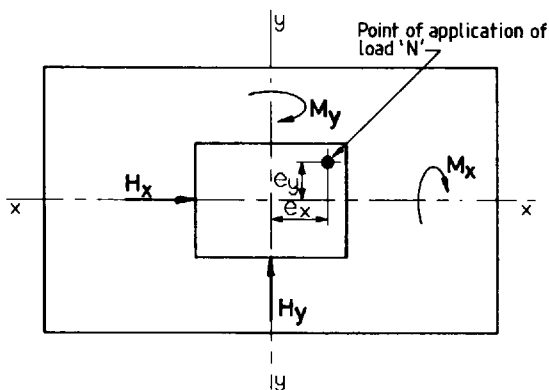 y
Point of application of
load 'N'
My
Mx
Hx
ey
x
x
ex
Hy
y